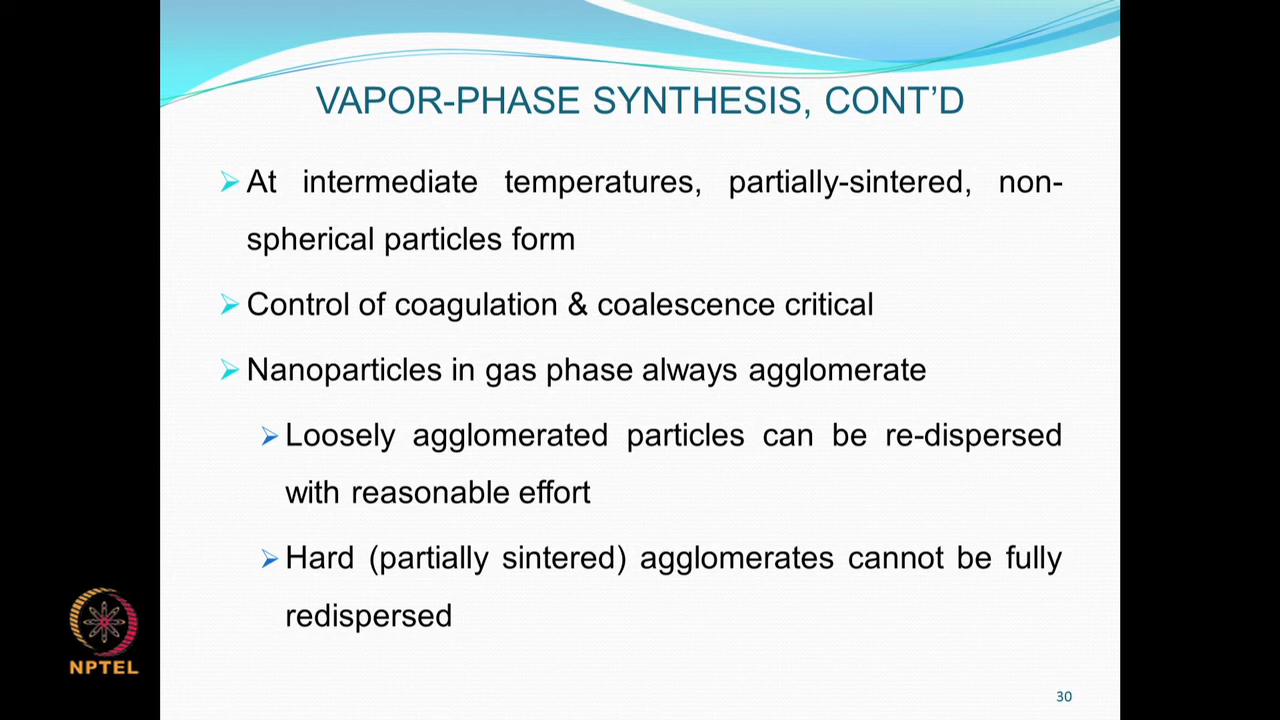 VAPOR-PHASE SYNTHESIS, CONT’D
At intermediate temperatures, partially-sintered, non-
spherical particles form
Control of coagulation & coalescence critical
Nanoparticles in gas phase always agglomerate
Loosely agglomerated particles can be re-dispersed
with reasonable effort
Hard (partially sintered) agglomerates cannot be fully
redispersed
NPTEL
30